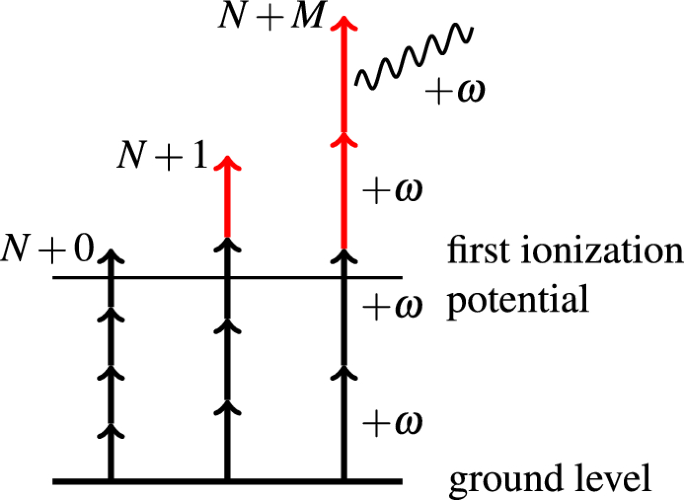 N + M
+ω
N + 1
+ω
N + 0
first ionization
potential
+ω
+ω
ground level